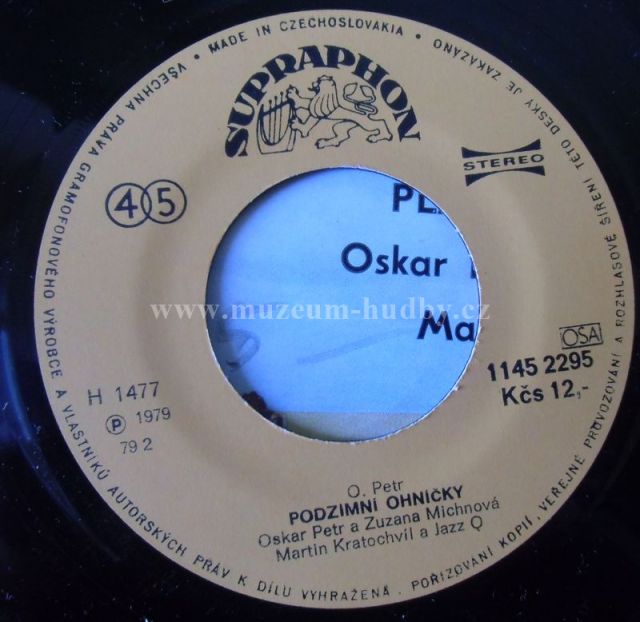 VŠECHNA PRÁVA GRAMOFONOVÉHO VÝROBCE A VLASTNÍKŮ AUTORSKÝCH PRÁV K DÍLU VYHRAŽENA. POŘIZOVÁNÍ KOPIÍ, VEŘEJNÉ PROVOZOVÁNÍ A ROZHLASOVÉ ŠÍŘENÍ TÉTO DESKY JE ZAKÁZÁNO • MADE IN CZECHOSLOVAKIA •
SUPRAPHON
STEREO
45
Oskar
Ma
www.muzeum-hudby.cz
OSA
1145 2295
Kčs 12,-
H 1477
Ⓟ 1979
79 2
O. Petr
PODZIMNÍ OHNIČKY
Oskar Petr a Zuzana Michnová
Martin Kratochvíl a Jazz Q